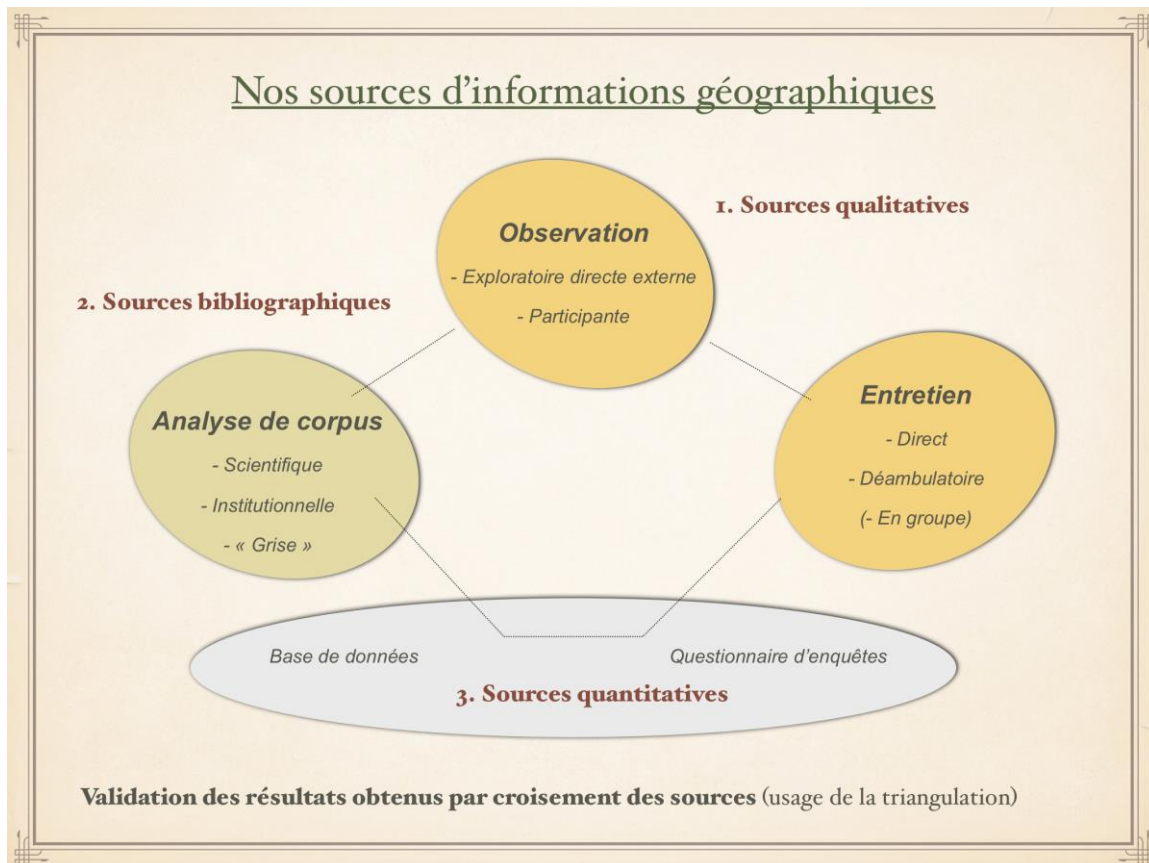 Nos sources d'informations géographiques
1. Sources qualitatives
Observation
- Exploratoire directe externe
- Participante
2. Sources bibliographiques
Analyse de corpus
- Scientifique
- Institutionnelle
- « Grise »
Entretien
- Direct
- Déambulatoire
(- En groupe)
Base de données
Questionnaire d'enquêtes
3. Sources quantitatives
Validation des résultats obtenus par croisement des sources (usage de la triangulation)